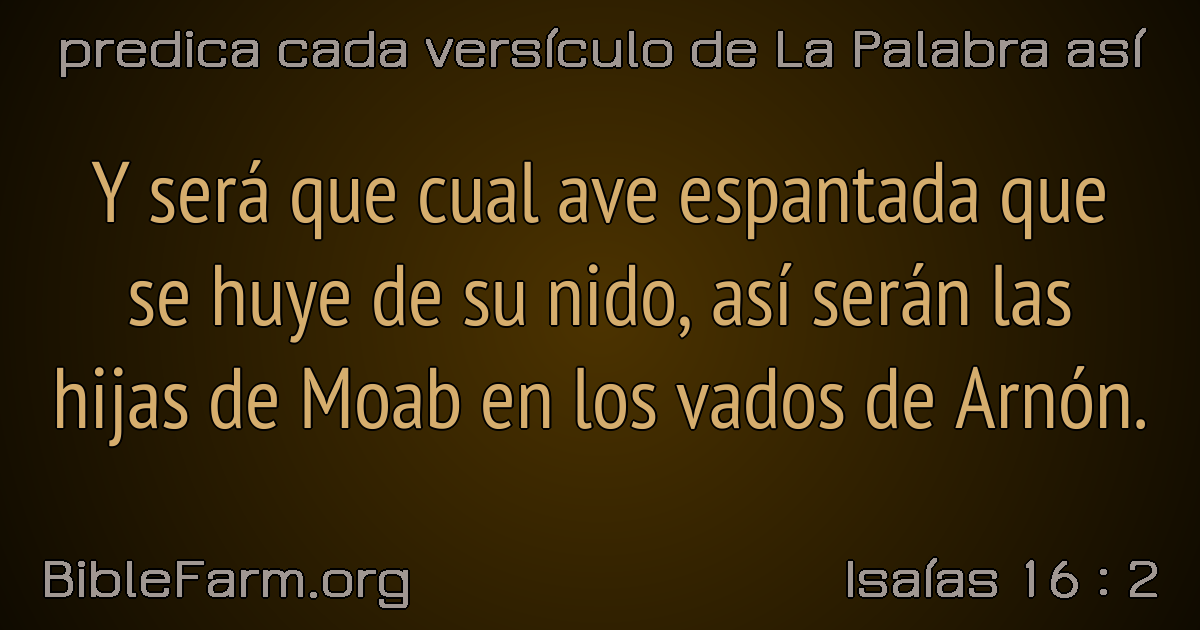 predica cada versículo de La Palabra así
Y será que cual ave espantada que
se huye de su nido, así serán las
hijas de Moab en los vados de Arnón.
BibleFarm.org
Isaías 16 : 2